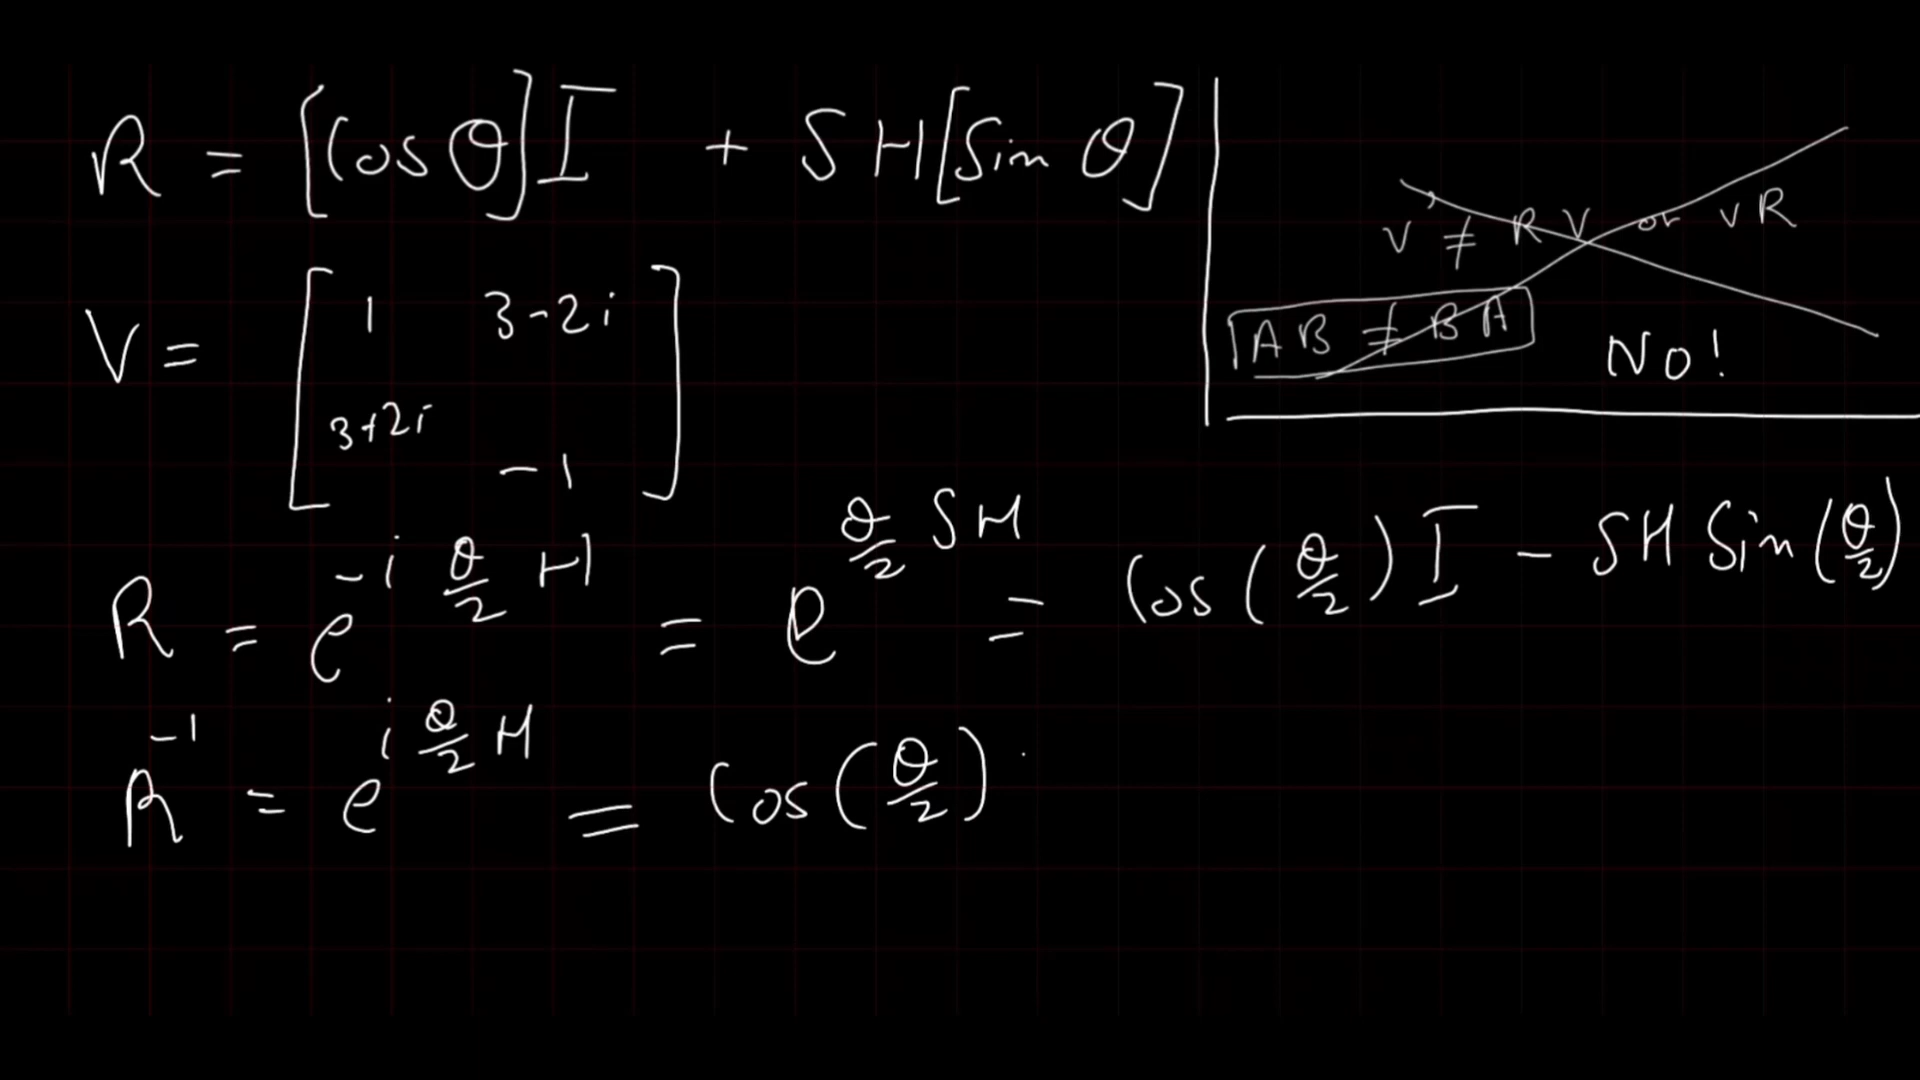 R = [Cos θ] I + SH [Sin θ]
V' ≠ RV or VR
AB ≠ BA
No!
V = [ 1 3-2i
3+2i -1 ]
R = e^{-i θ/2 H} = e^{θ/2 SH} = Cos(θ/2) I - SH Sin(θ/2)
R^{-1} = e^{i θ/2 H} = Cos(θ/2)